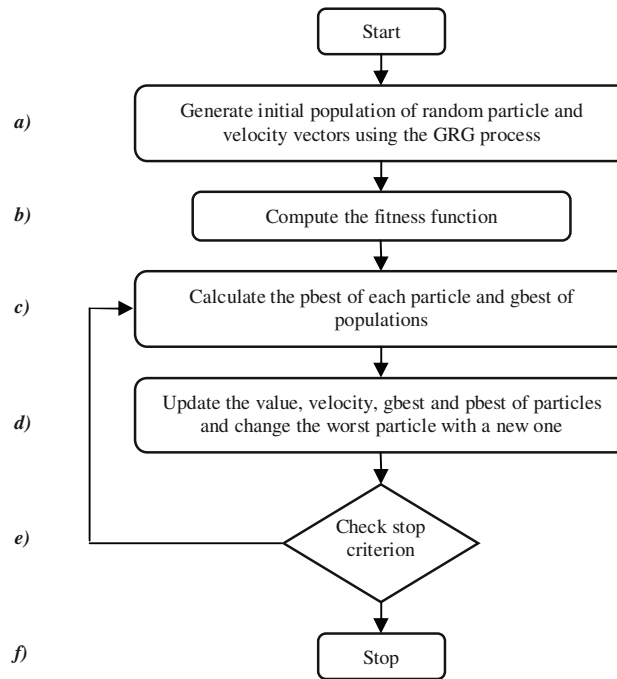 Start
a)
Generate initial population of random particle and
velocity vectors using the GRG process
b)
Compute the fitness function
c)
Calculate the pbest of each particle and gbest of
populations
d)
Update the value, velocity, gbest and pbest of particles
and change the worst particle with a new one
e)
Check stop
criterion
f)
Stop